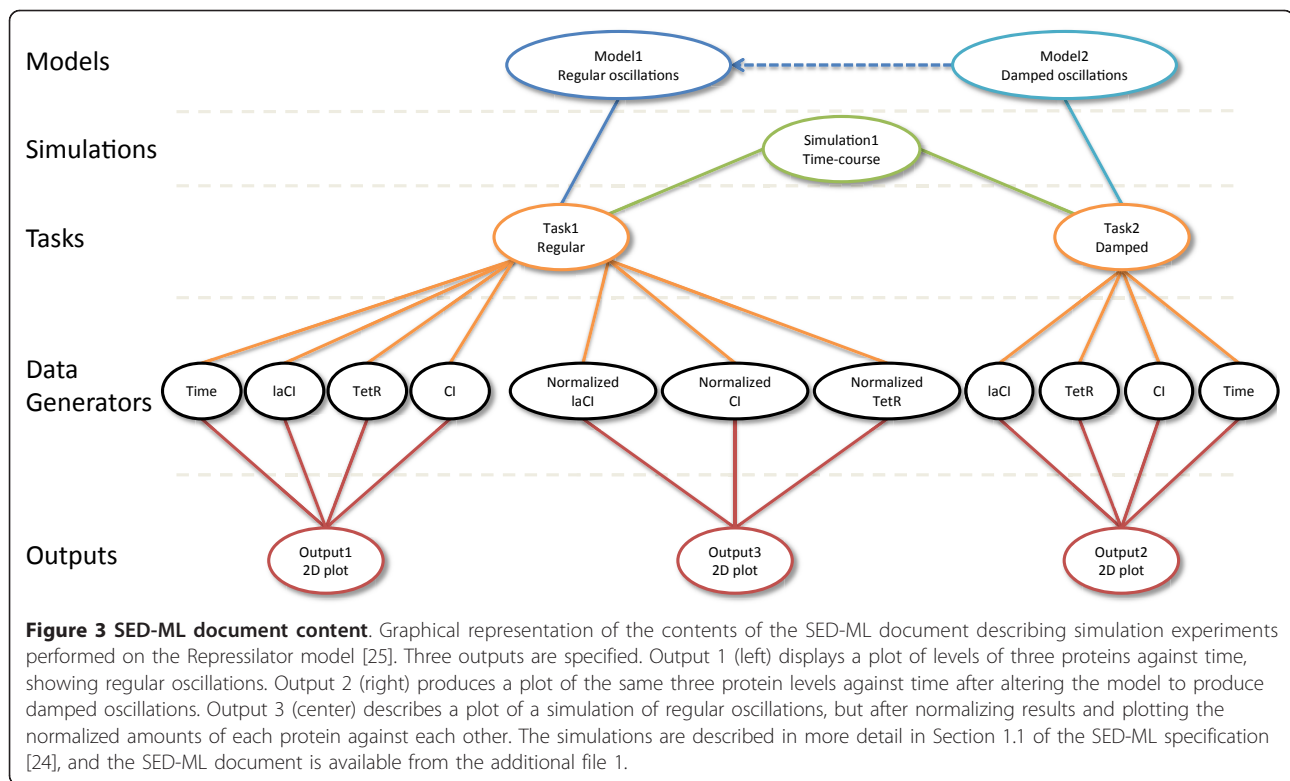 Models
Model1
Regular oscillations
Model2
Damped oscillations
Simulations
Simulation1
Time-course
Tasks
Task1
Regular
Task2
Damped
Data
Generators
Time
laCI
TetR
CI
Normalized
laCI
Normalized
CI
Normalized
TetR
laCI
TetR
CI
Time
Outputs
Output1
2D plot
Output3
2D plot
Output2
2D plot
Figure 3 SED-ML document content. Graphical representation of the contents of the SED-ML document describing simulation experiments
performed on the Repressilator model [25]. Three outputs are specified. Output 1 (left) displays a plot of levels of three proteins against time,
showing regular oscillations. Output 2 (right) produces a plot of the same three protein levels against time after altering the model to produce
damped oscillations. Output 3 (center) describes a plot of a simulation of regular oscillations, but after normalizing results and plotting the
normalized amounts of each protein against each other. The simulations are described in more detail in Section 1.1 of the SED-ML specification
[24], and the SED-ML document is available from the additional file 1.